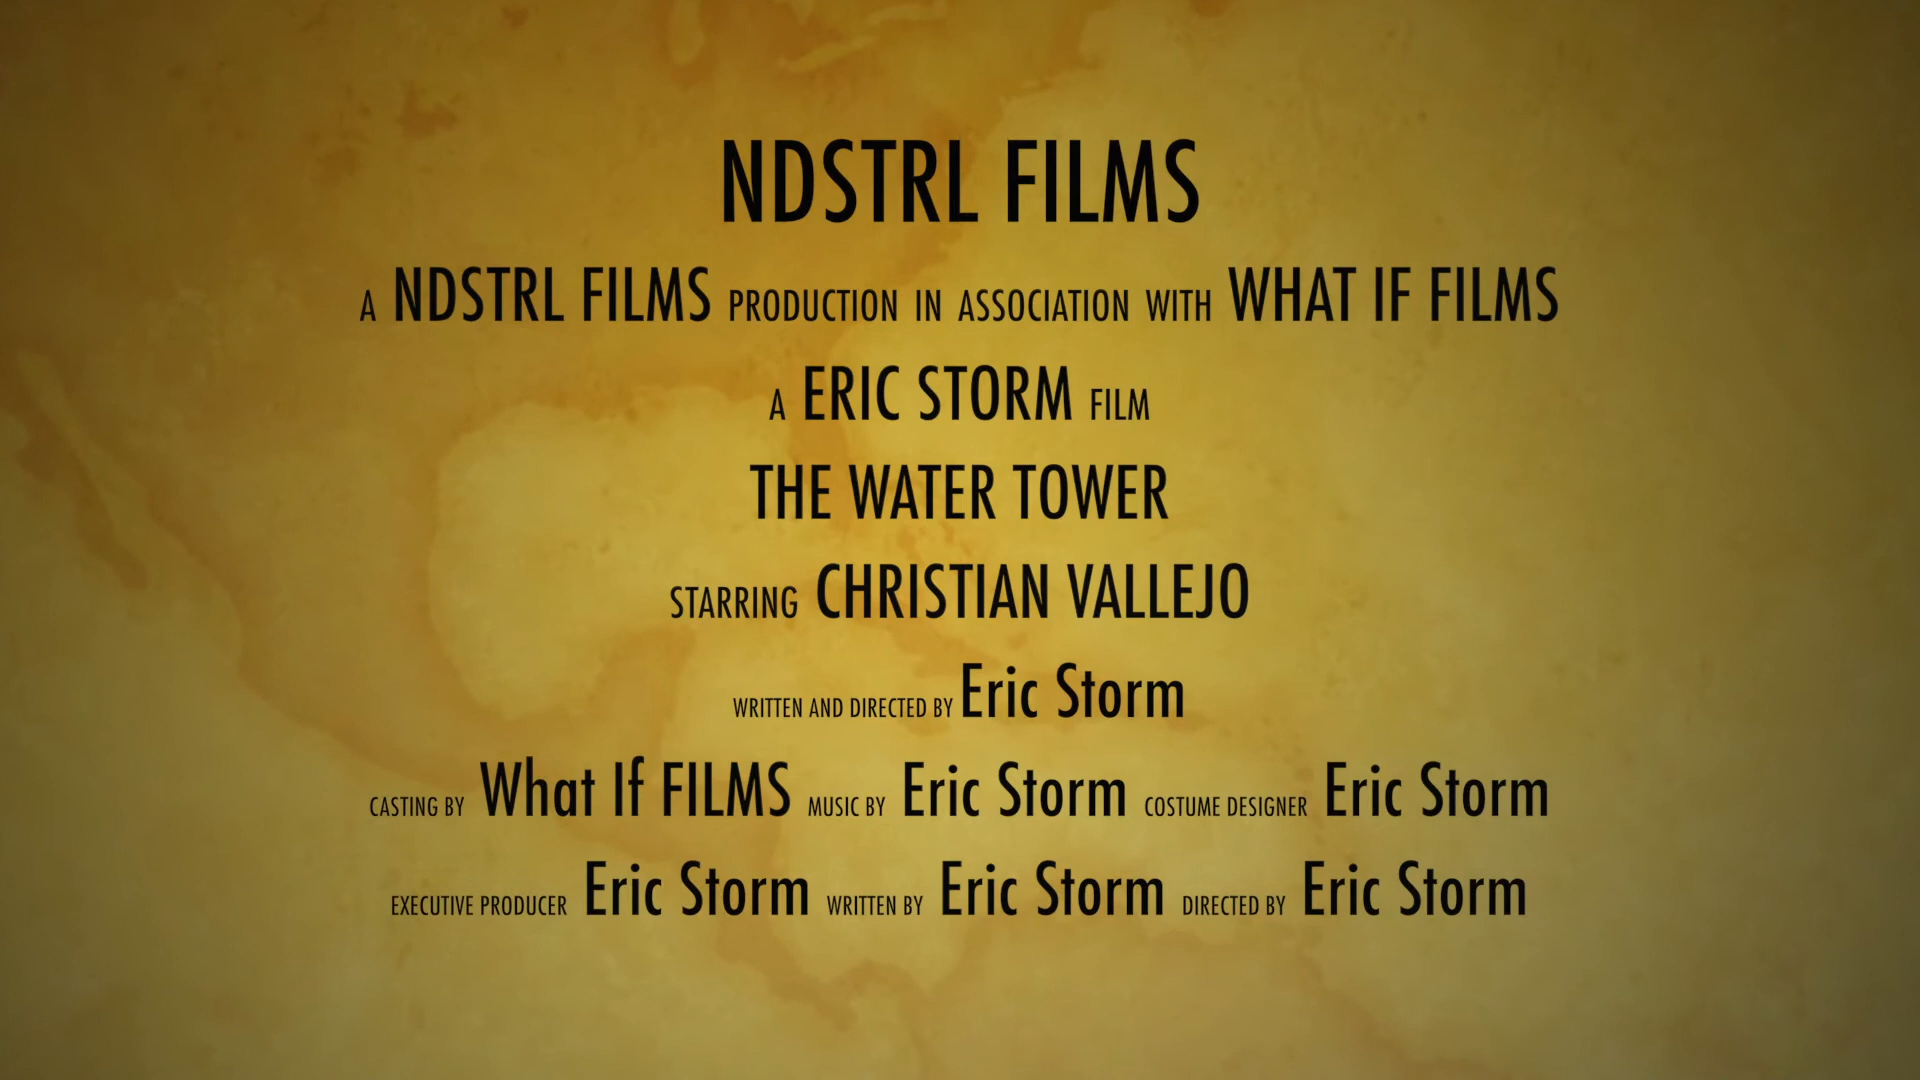 NDSTRL FILMS
A NDSTRL FILMS PRODUCTION IN ASSOCIATION WITH WHAT IF FILMS
A ERIC STORM FILM
THE WATER TOWER
STARRING CHRISTIAN VALLEJO
WRITTEN AND DIRECTED BY Eric Storm
CASTING BY What If FILMS MUSIC BY Eric Storm COSTUME DESIGNER Eric Storm
EXECUTIVE PRODUCER Eric Storm WRITTEN BY Eric Storm DIRECTED BY Eric Storm